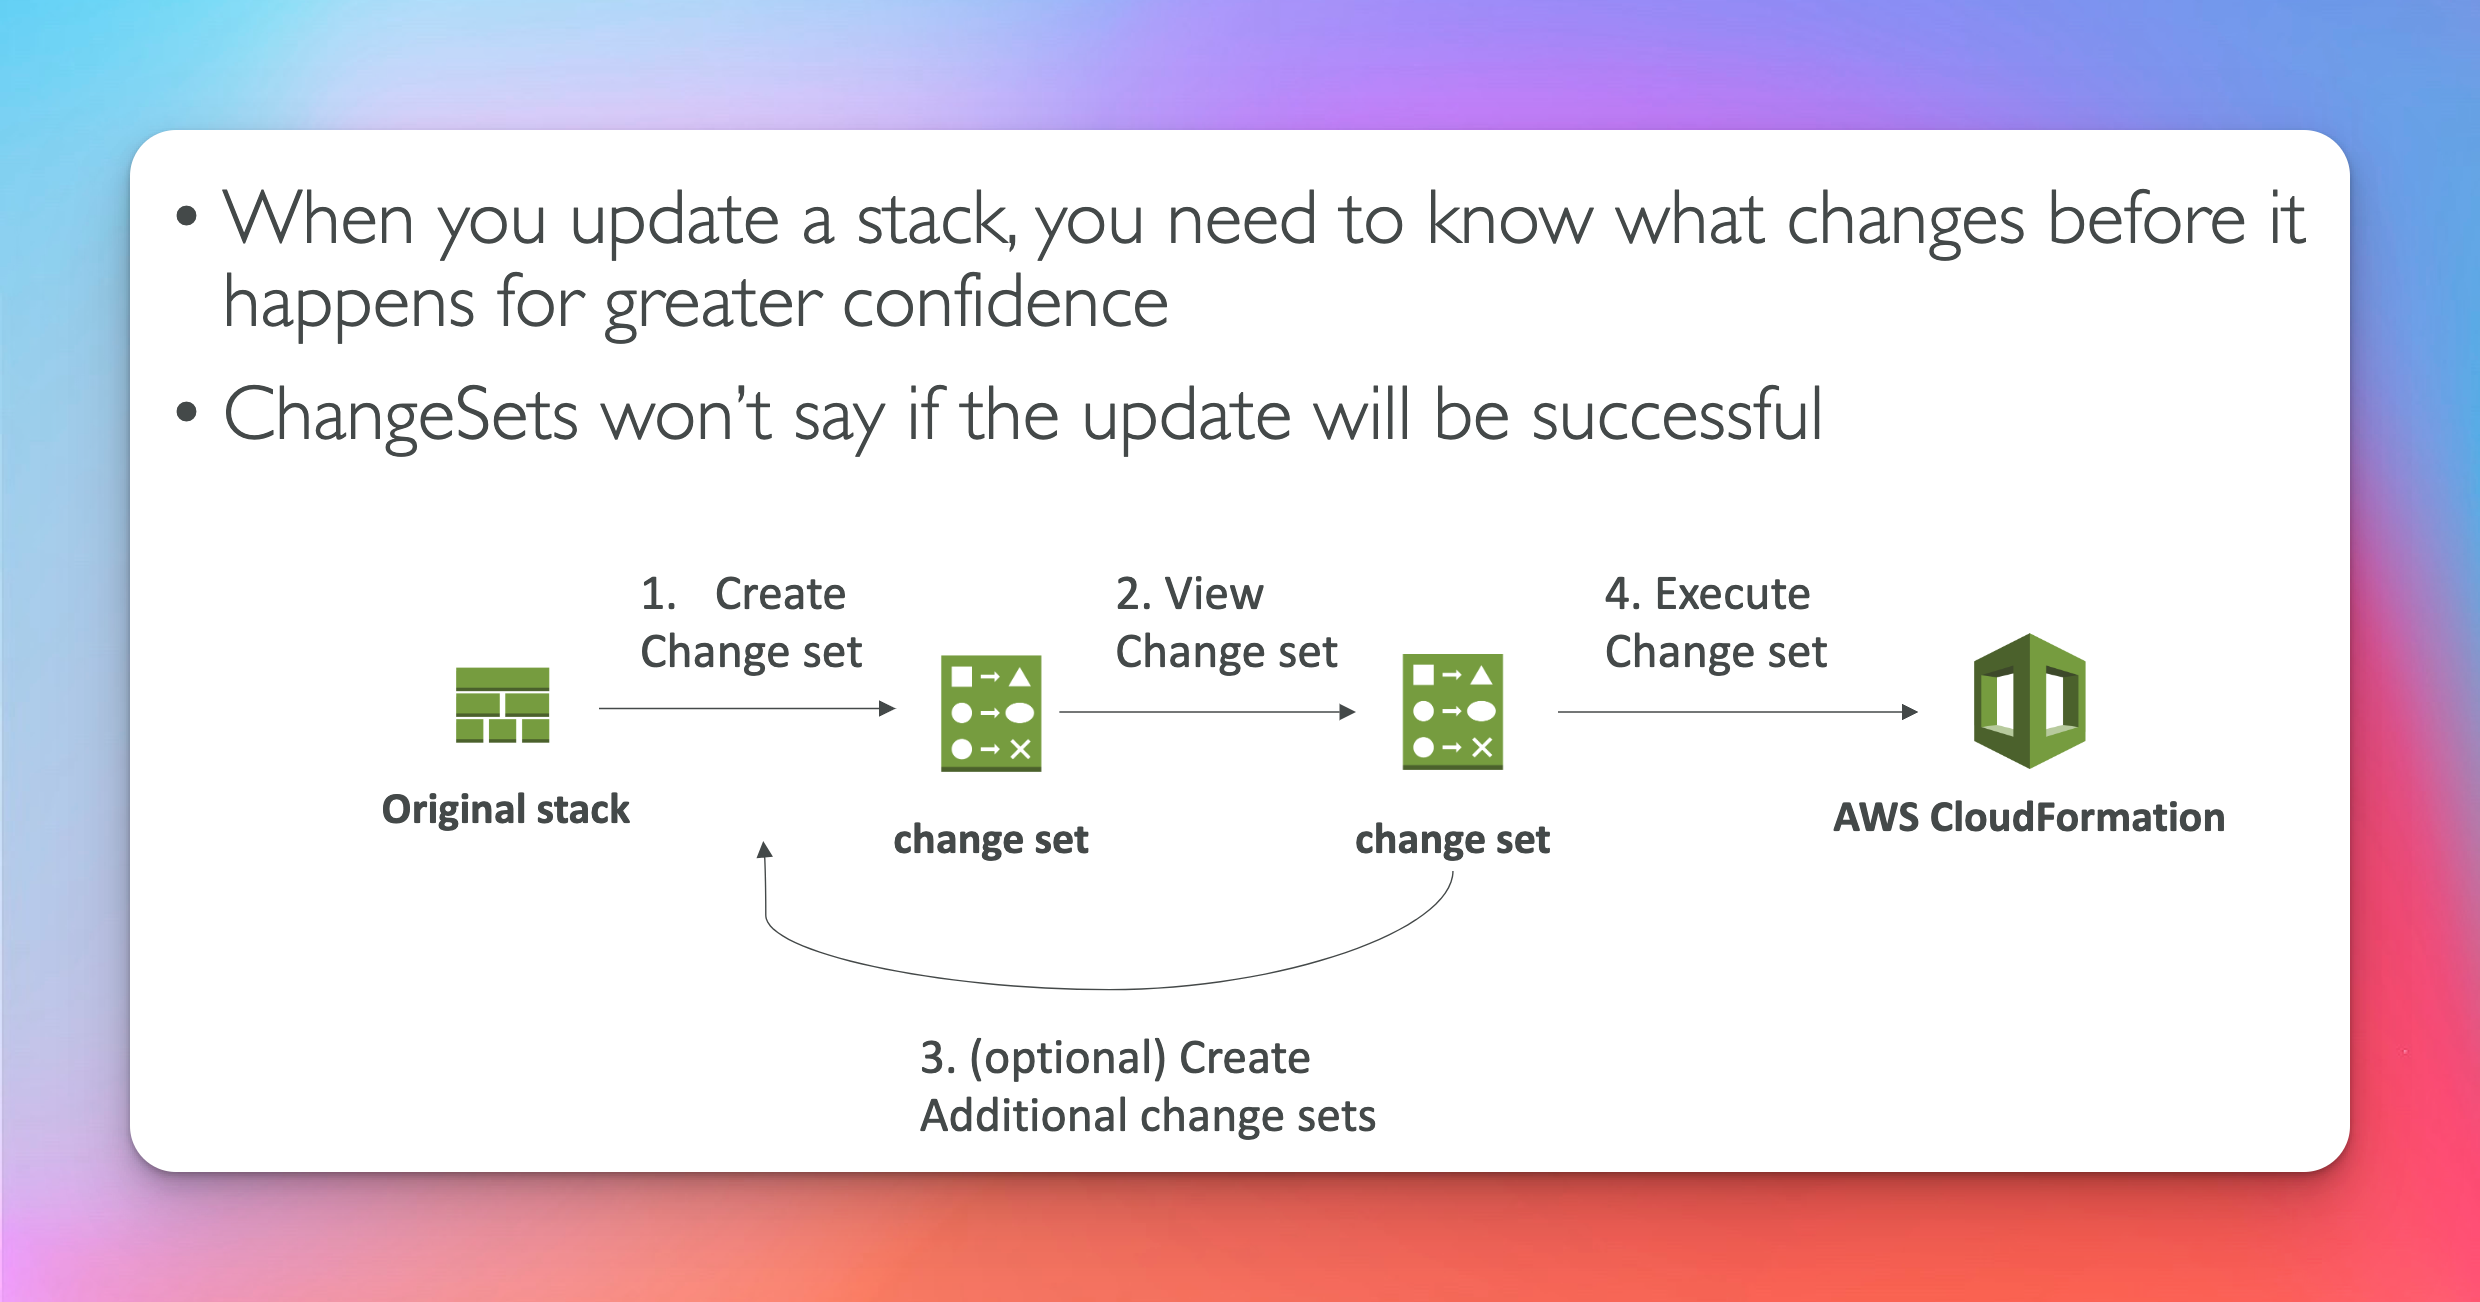 • When you update a stack, you need to know what changes before it
happens for greater confidence
• ChangeSets won’t say if the update will be successful
1. Create
Change set
2. View
Change set
4. Execute
Change set
Original stack
change set
change set
AWS CloudFormation
3. (optional) Create
Additional change sets